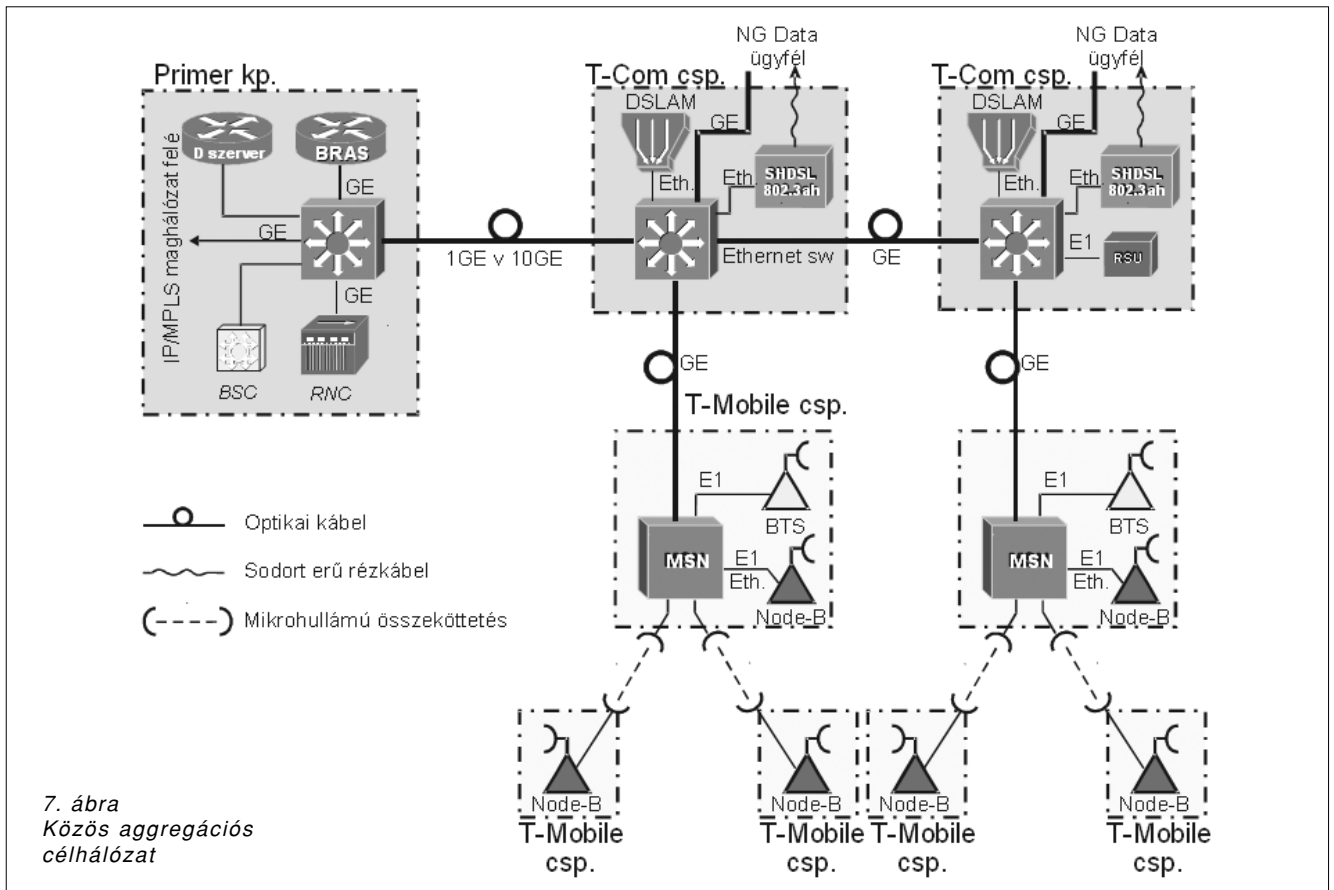 Primer kp.
D szerver
BRAS
GE
GE
IP/MPLS maghálózat felé
GE
BSC
RNC
1GE v 10GE
NG Data
ügyfél
T-Com csp.
DSLAM
GE
Eth.
Eth.
SHDSL
802.3ah
Ethernet sw
GE
NG Data
ügyfél
T-Com csp.
DSLAM
GE
Eth.
Eth.
SHDSL
802.3ah
E1
RSU
GE
GE
T-Mobile csp.
E1
BTS
MSN
E1
Eth.
Node-B
E1
BTS
MSN
E1
Eth.
Node-B
Optikai kábel
Sodort erű rézkábel
Mikrohullámú összeköttetés
Node-B
T-Mobile
csp.
Node-B
T-Mobile
csp.
Node-B
T-Mobile
csp.
Node-B
T-Mobile
csp.
7. ábra
Közös aggregációs
célhálózat